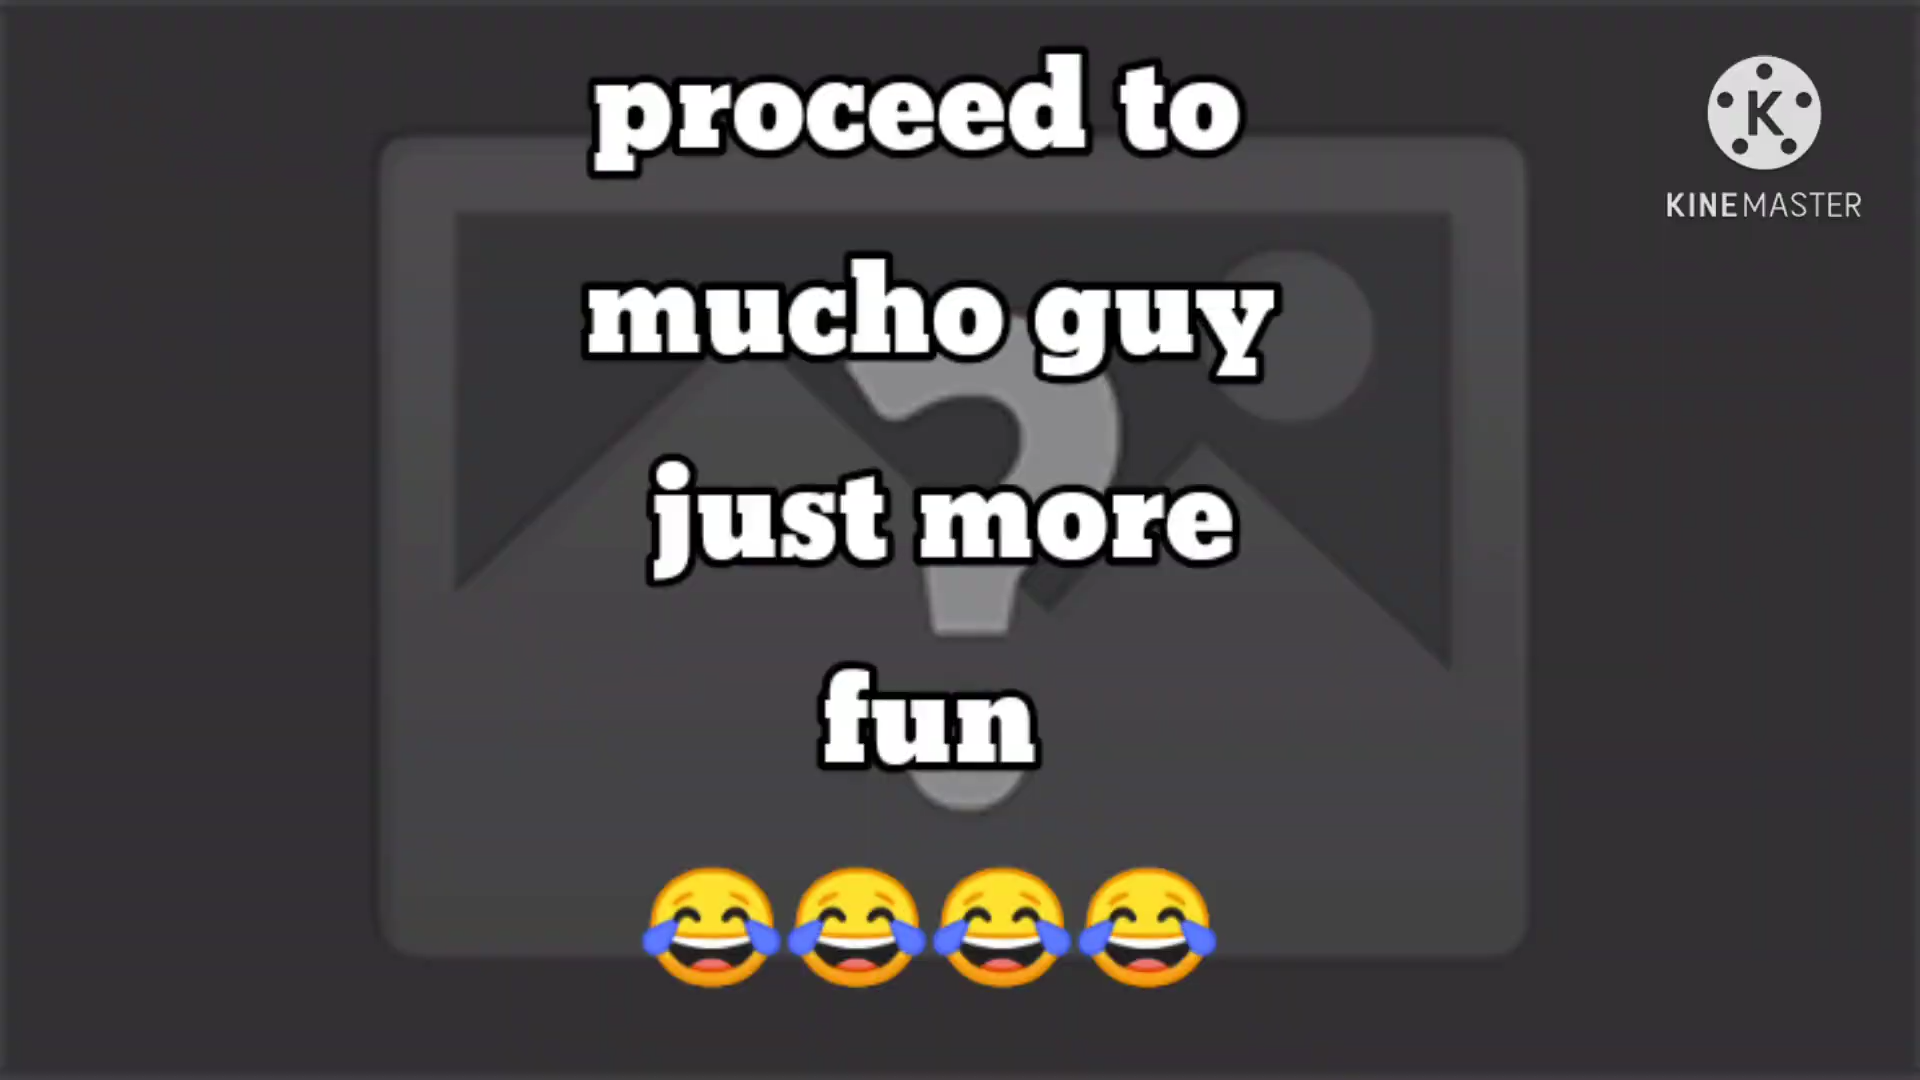 proceed to
KINEMASTER
mucho guy
just more
fun
😂😂😂😂